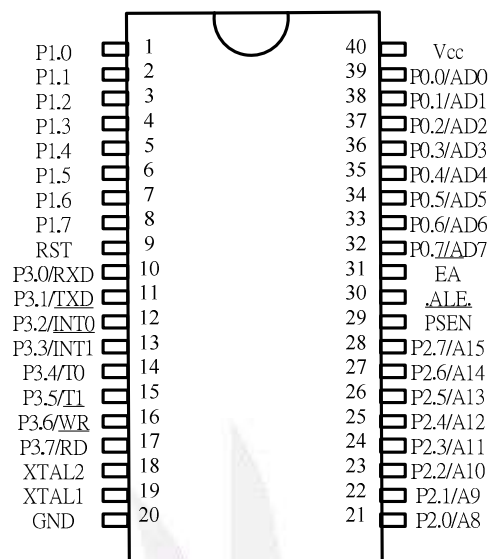 P1.0 1 40 Vcc
P1.1 2 39 P0.0/AD0
P1.2 3 38 P0.1/AD1
P1.3 4 37 P0.2/AD2
P1.4 5 36 P0.3/AD3
P1.5 6 35 P0.4/AD4
P1.6 7 34 P0.5/AD5
P1.7 8 33 P0.6/AD6
RST 9 32 P0.7/AD7
P3.0/RXD 10 31 EA
P3.1/TXD 11 30 .ALE.
P3.2/INT0 12 29 PSEN
P3.3/INT1 13 28 P2.7/A15
P3.4/T0 14 27 P2.6/A14
P3.5/T1 15 26 P2.5/A13
P3.6/WR 16 25 P2.4/A12
P3.7/RD 17 24 P2.3/A11
XTAL2 18 23 P2.2/A10
XTAL1 19 22 P2.1/A9
GND 20 21 P2.0/A8